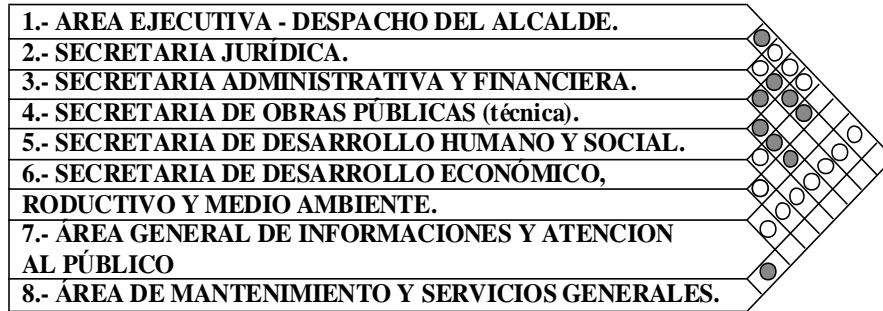 1.- AREA EJECUTIVA - DESPACHO DEL ALCALDE.
2.- SECRETARIA JURÍDICA.
3.- SECRETARIA ADMINISTRATIVA Y FINANCIERA.
4.- SECRETARIA DE OBRAS PÚBLICAS (técnica).
5.- SECRETARIA DE DESARROLLO HUMANO Y SOCIAL.
6.- SECRETARIA DE DESARROLLO ECONÓMICO,
RODUCTIVO Y MEDIO AMBIENTE.
7.- ÁREA GENERAL DE INFORMACIONES Y ATENCION
AL PÚBLICO
8.- ÁREA DE MANTENIMIENTO Y SERVICIOS GENERALES.